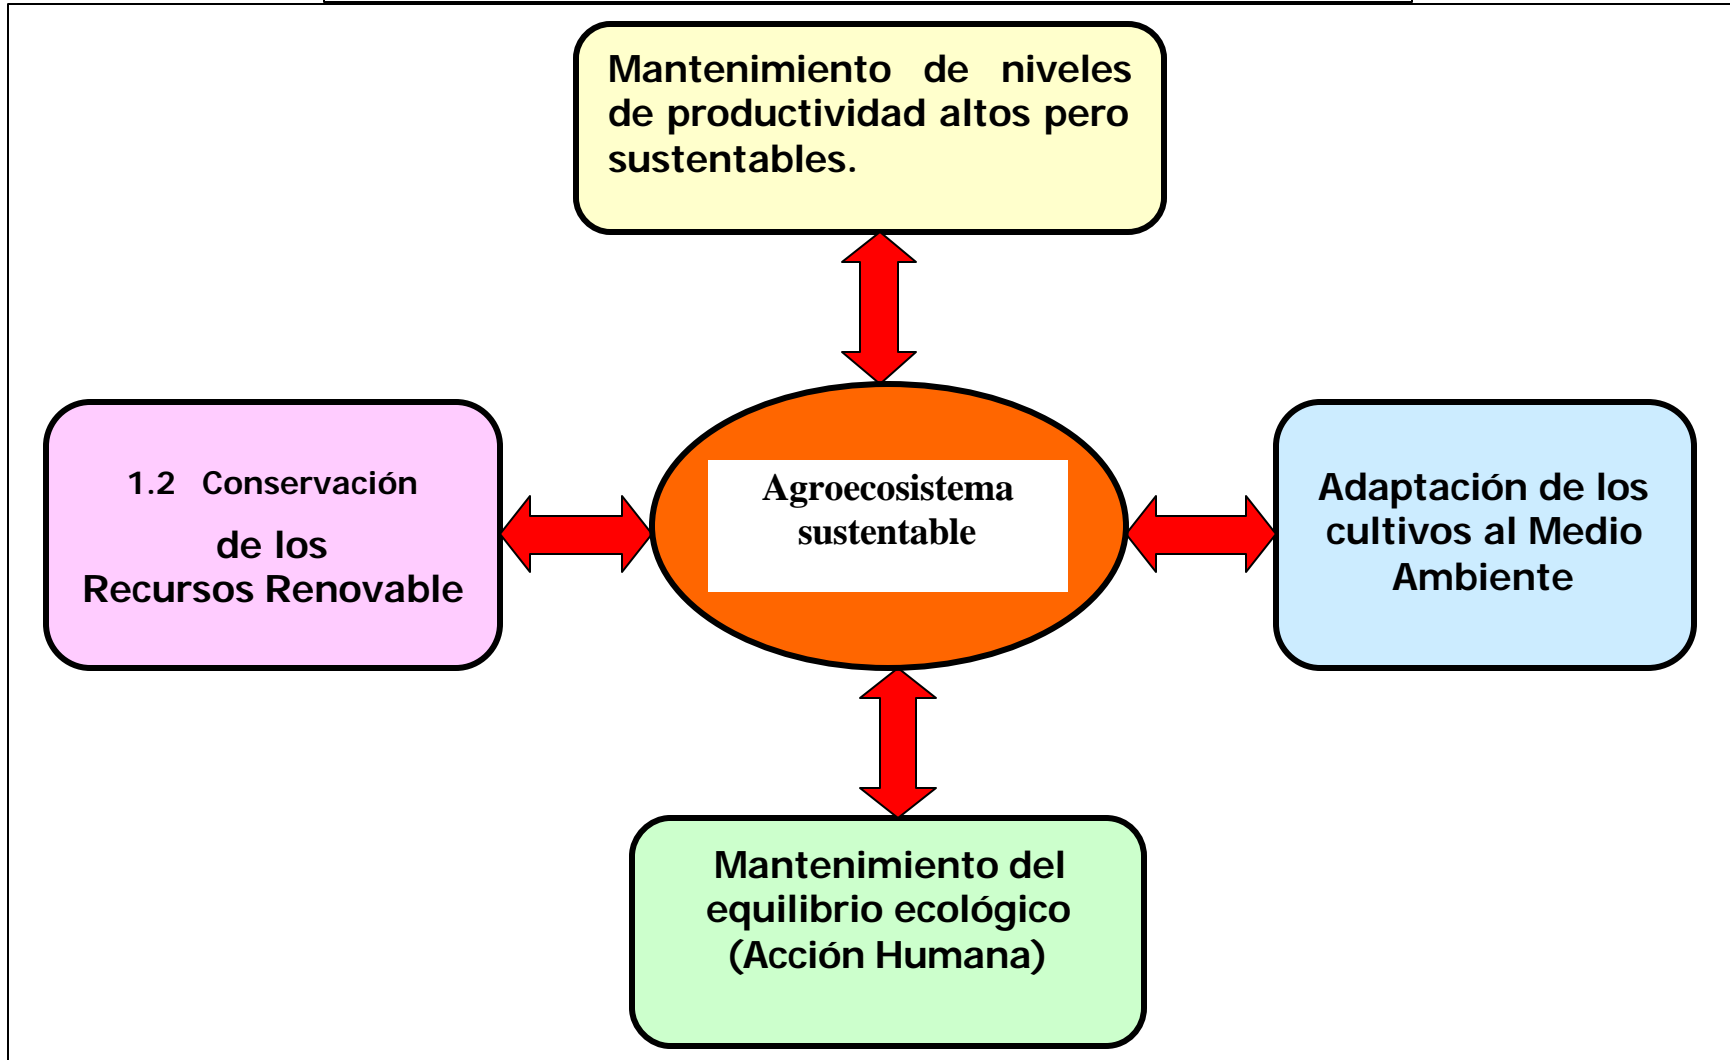 Mantenimiento de niveles
de productividad altos pero
sustentables.
1.2 Conservación
de los
Recursos Renovable
Agroecosistema
sustentable
Adaptación de los
cultivos al Medio
Ambiente
Mantenimiento del
equilibrio ecológico
(Acción Humana)